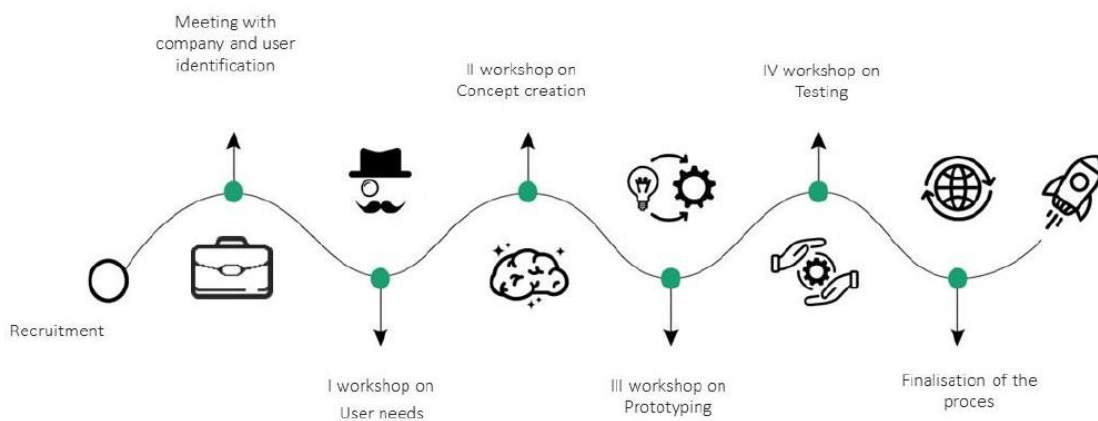 Recruitment
Meeting with
company and user
identification
I workshop on
User needs
II workshop on
Concept creation
III workshop on
Prototyping
IV workshop on
Testing
Finalisation of the
proces